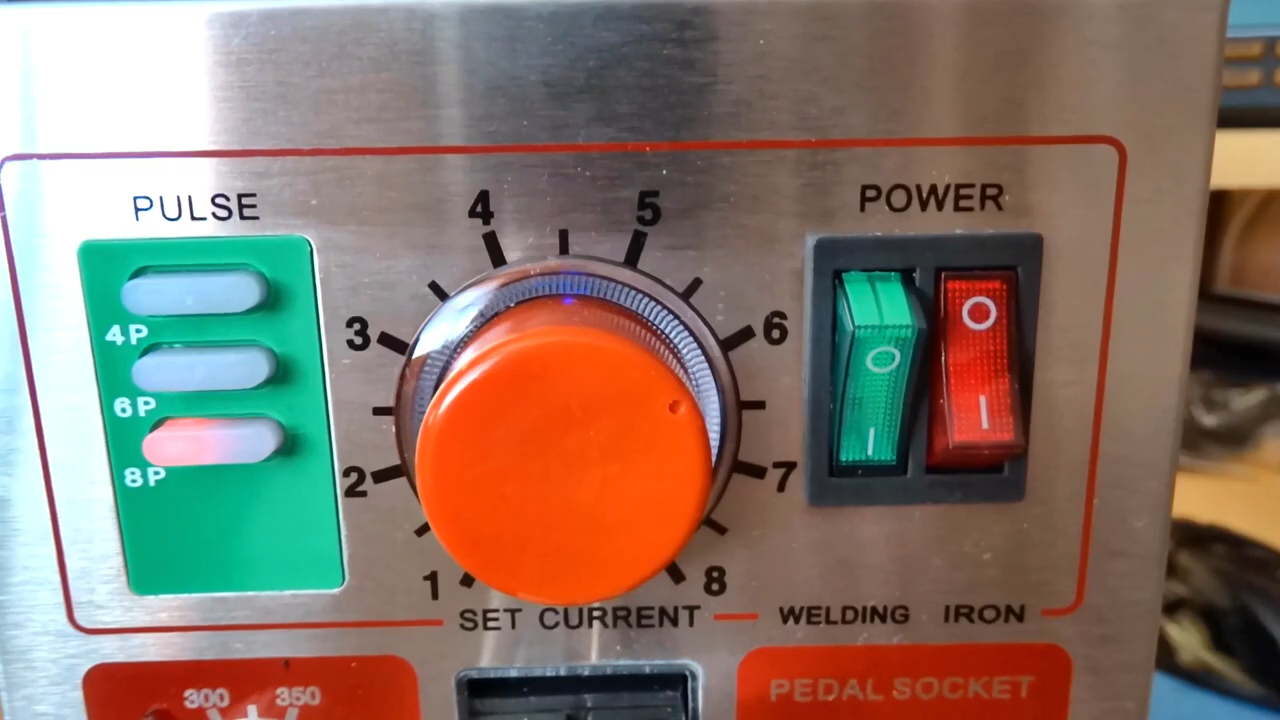 PULSE
POWER
4P
6P
8P
1
2
3
4
5
6
7
8
O
I
O
I
SET CURRENT
WELDING IRON
300 350
PEDAL SOCKET